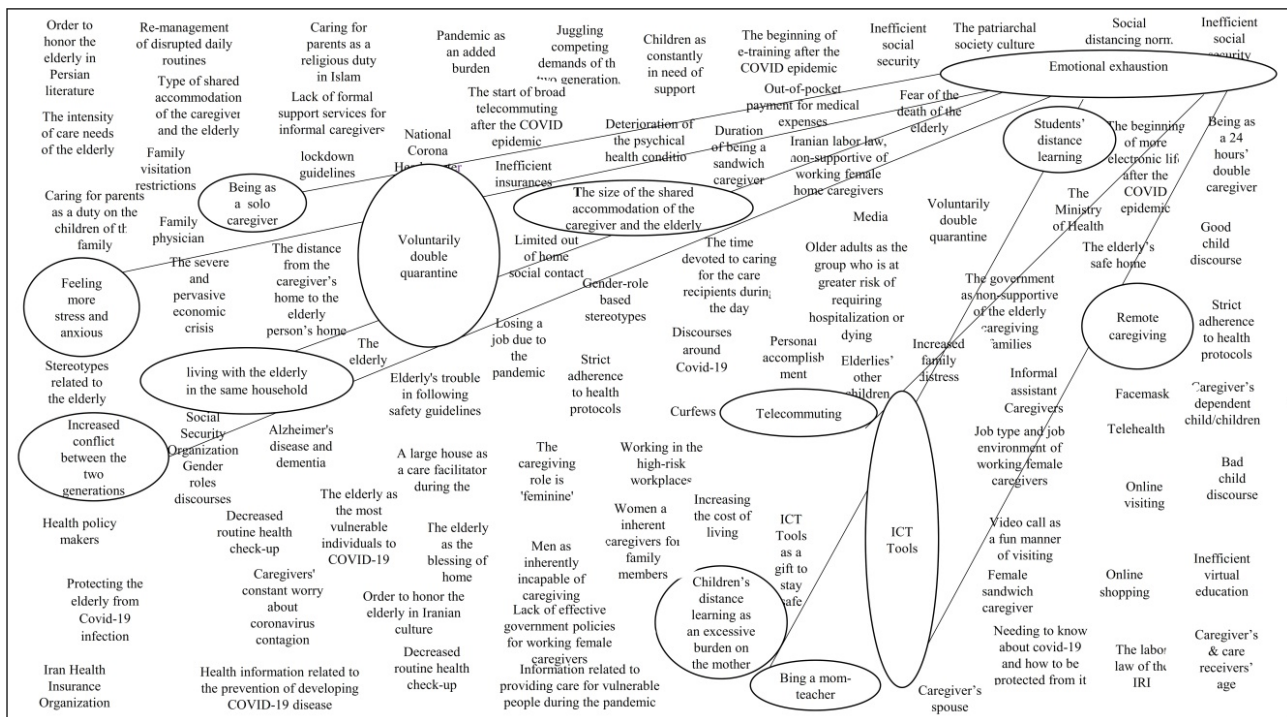 Order to
honor the
elderly in
Persian
literature
Re-management
of disrupted daily
routines
Caring for
parents as a
religious duty
in Islam
Pandemic as
an added
burden
Juggling
competing
demands of th
two generation.
Children as
constantly
in need of
support
The beginning of
e-training after the
COVID epidemic
Inefficient
social
security
The patriarchal
society culture
Social
distancing norm
Inefficient
social
security
Emotional exhaustion
Type of shared
accommodation
of the caregiver
and the elderly
Lack of formal
support services for
informal caregivers
The start of broad
telecommuting
after the COVID
epidemic
Out-of-pocket
payment for medical
expenses
Fear of the
death of the
elderly
The intensity
of care needs
of the elderly
Family
visitation
restrictions
lockdown
guidelines
National
Corona
Inefficient
insurances
Deterioration of
the psychical
health conditio
Duration
of being a
sandwich
caregiver
Iranian labor law,
non-supportive of
working female
home caregivers
Students'
distance
learning
The beginning
of more
electronic life
after the
COVID
epidemic
Being as
a 24
hours'
double
caregiver
Being as
a solo
caregiver
Caring for parents
as a duty on the
children of th
family
Family
physician
Voluntarily
double
quarantine
The size of the shared
accommodation of the
caregiver and the elderly
Media
Voluntarily
double
quarantine
The
Ministry
of Health
Feeling
more
stress and
anxious
The severe
and
pervasive
economic
crisis
The distance
from the
caregiver's
home to the
elderly
person's home
Limited out
of home
social contact
Gender-role
based
stereotypes
The time
devoted to caring
for the care
recipients during
the day
Older adults as the
group who is at
greater risk of
requiring
hospitalization or
dying
The government
as non-supportive
of the elderly
caregiving
families
The elderly's
safe home
Good
child
discourse
Remote
caregiving
Strict
adherence
to health
protocols
Stereotypes
related to
the elderly
living with the elderly
in the same household
The
elderly
Losing a
job due to
the
pandemic
Strict
adherence
to health
protocols
Discourses
around
Covid-19
Personal
accomplish
ment
Elderlies'
other
children
Increased
family
distress
Elderly's trouble
in following
safety guidelines
Curfews
Telecommuting
Informal
assistant
Caregivers
Facemask
Caregiver's
dependent
child/children
Increased
conflict
between the
two
generations
Social
Security
Organization
Gender
roles
discourses
Alzheimer's
disease and
dementia
A large house as
a care facilitator
during the
The
caregiving
role is
'feminine'
Working in the
high-risk
workplaces
Job type and job
environment of
working female
caregivers
Telehealth
Bad
child
discourse
Health policy
makers
Decreased
routine health
check-up
The elderly as
the most
vulnerable
individuals to
COVID-19
The elderly
as the
blessing of
home
Men as
inherently
incapable of
caregiving
Women a
inherent
caregivers for
family
members
Increasing
the cost of
living
ICT
Tools
as a
gift to
stay
safe
ICT
Tools
Online
visiting
Video call as
a fun manner
of visiting
Inefficient
virtual
education
Protecting the
elderly from
Covid-19
infection
Caregivers'
constant worry
about
coronavirus
contagion
Order to honor the
elderly in Iranian
culture
Lack of effective
government policies
for working female
caregivers
Children's
distance
learning as
an excessive
burden on
the mother
Female
sandwich
caregiver
Online
shopping
Iran Health
Insurance
Organization
Health information related to
the prevention of developing
COVID-19 disease
Decreased
routine health
check-up
Information related to
providing care for vulnerable
people during the pandemic
Bing a mom-
teacher
Caregiver's
spouse
Needing to know
about covid-19
and how to be
protected from it
The labor
law of the
IRI
Caregiver's
& care
receivers'
age